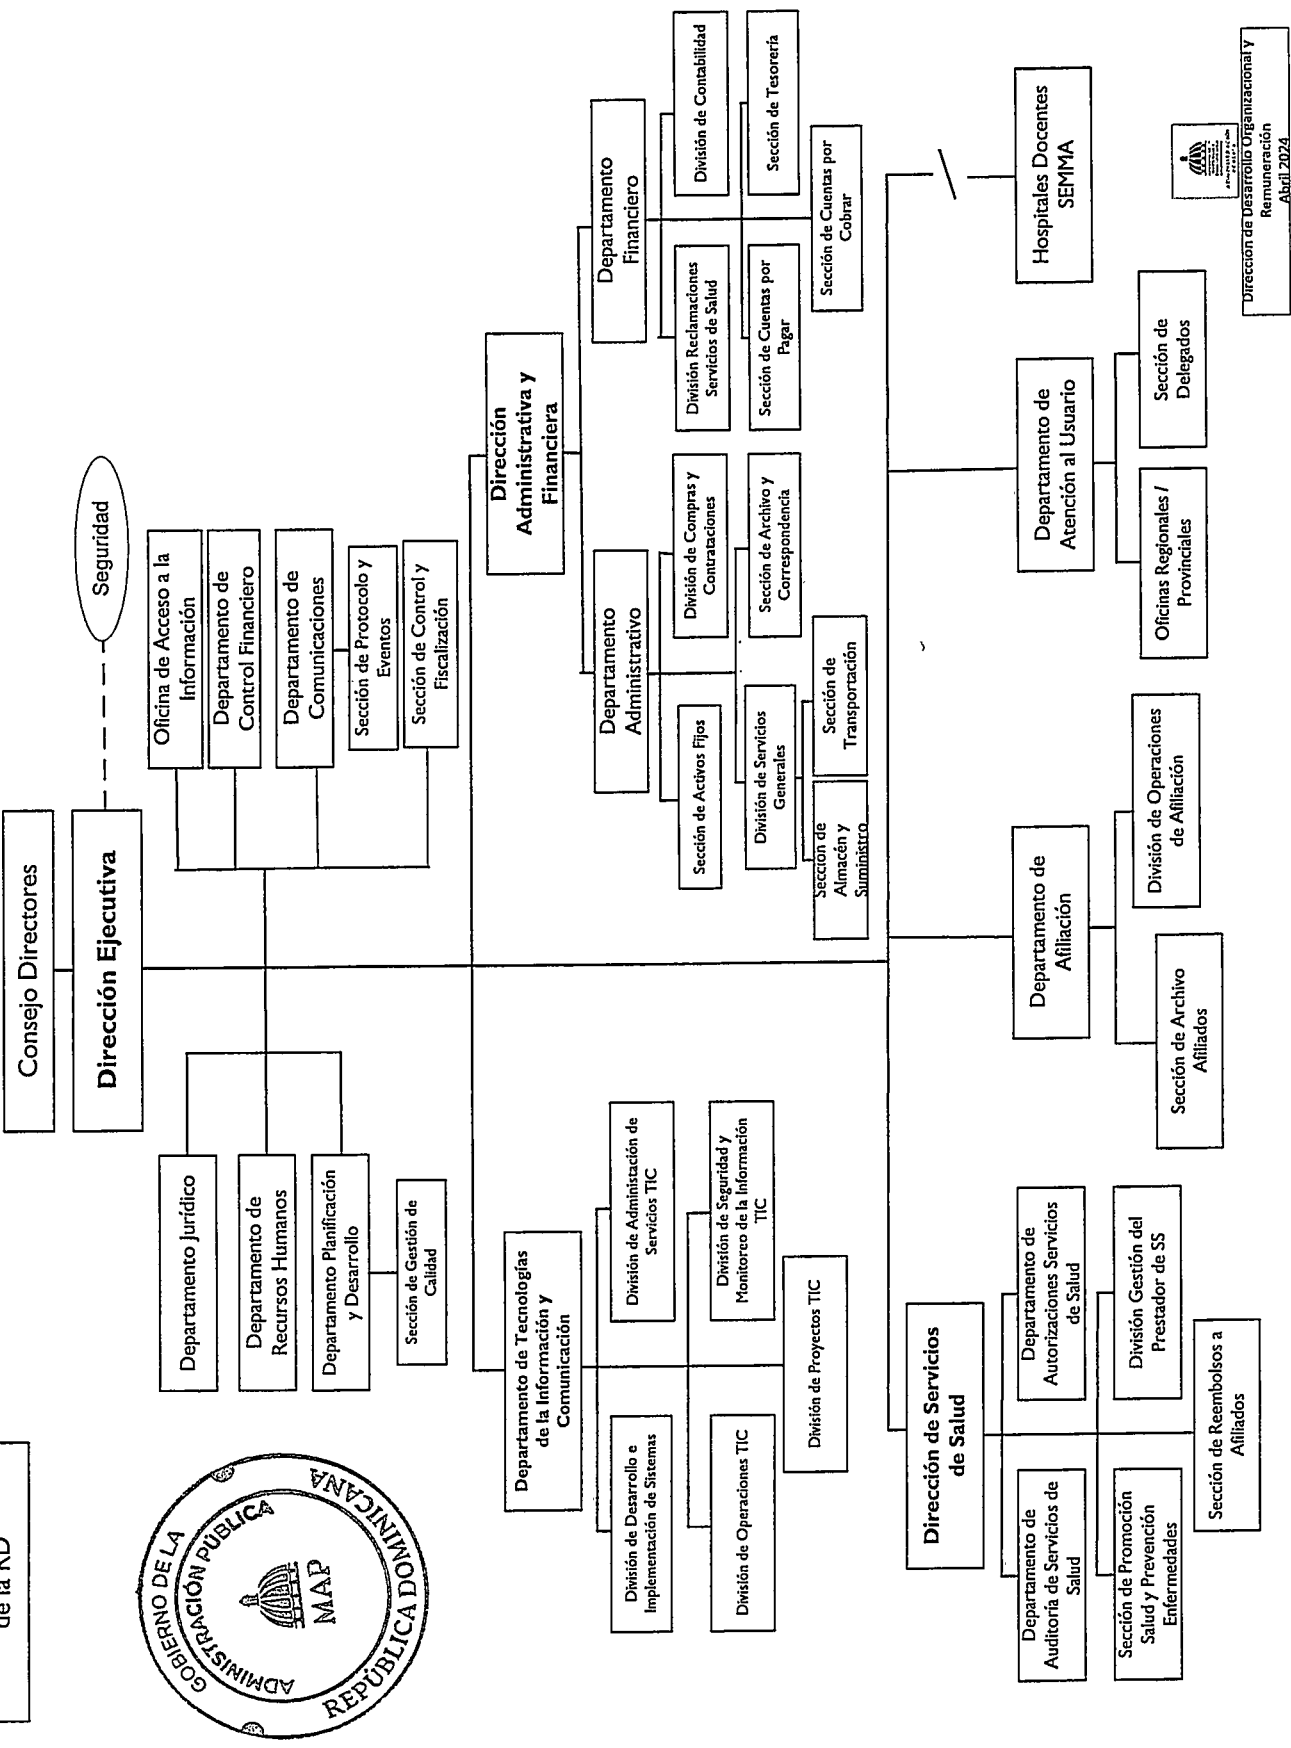 de la RD
GOBIERNO DE LA
REPÚBLICA DOMINICANA
ADMINISTRACIÓN PÚBLICA
MAP
Consejo Directores
Dirección Ejecutiva
Seguridad
Departamento Jurídico
Departamento de
Recursos Humanos
Departamento Planificación
y Desarrollo
Sección de Gestión de
Calidad
Oficina de Acceso a la
Información
Departamento de
Control Financiero
Departamento de
Comunicaciones
Sección de Protocolo y
Eventos
Sección de Control y
Fiscalización
Departamento de Tecnologías
de la Información y
Comunicación
División de Desarrollo e
Implementación de Sistemas
División de Administación de
Servicios TIC
División de Operaciones TIC
División de Seguridad y
Monitoreo de la Información
TIC
División de Proyectos TIC
Dirección
Administrativa y
Financiera
Departamento
Administrativo
Sección de Activos Fijos
División de Compras y
Contrataciones
División de Servicios
Generales
Sección de Archivo y
Correspondencia
Sección de
Almacén y
Suministro
Sección de
Transportación
Departamento
Financiero
División Reclamaciones
Servicios de Salud
División de Contabilidad
Sección de Cuentas por
Pagar
Sección de Tesorería
Sección de Cuentas por
Cobrar
Dirección de Servicios
de Salud
Departamento de
Auditoría de Servicios de
Salud
Departamento de
Autorizaciones Servicios
de Salud
Sección de Promoción
Salud y Prevención
Enfermedades
División Gestión del
Prestador de SS
Sección de Reembolsos a
Afiliados
Departamento de
Afiliación
Sección de Archivo
Afiliados
División de Operaciones
de Afiliación
Departamento de
Atención al Usuario
Oficinas Regionales /
Provinciales
Sección de
Delegados
Hospitales Docentes
SEMMA
Dirección de Desarrollo Organizacional y
Remuneración
Abril 2024